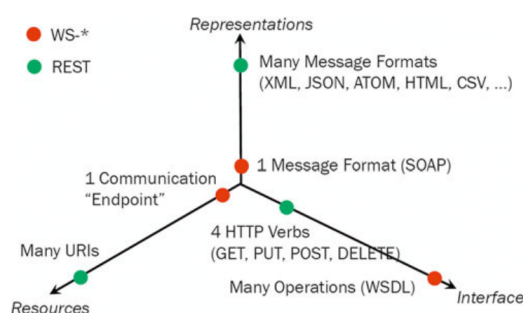 Representations
WS-*
REST
Many Message Formats
(XML, JSON, ATOM, HTML, CSV, ...)
1 Message Format (SOAP)
1 Communication
“Endpoint”
4 HTTP Verbs
(GET, PUT, POST, DELETE)
Many URIs
Many Operations (WSDL)
Resources
Interface